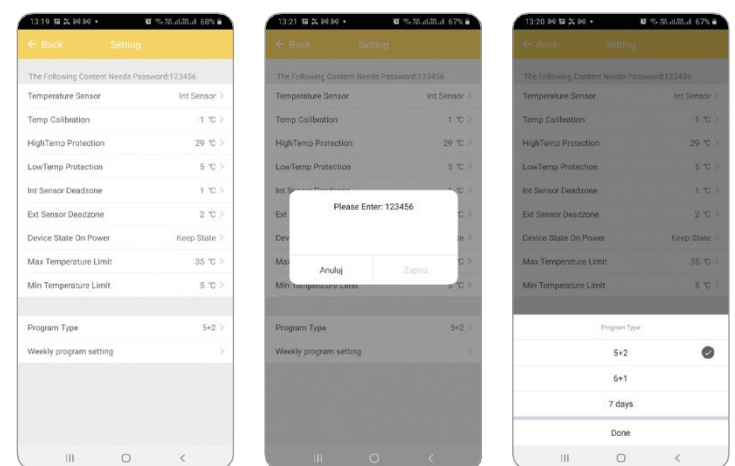 13:19 68%
← Back Setting
The Following Content Needs Password:123456
Temperature Sensor Int Sensor >
Temp Calibration -1 ℃ >
HighTemp Protection 29 ℃ >
LowTemp Protection 5 ℃ >
Int Sensor Deadzone 1 ℃ >
Ext Sensor Deadzone 2 ℃ >
Device State On Power Keep State >
Max Temperature Limit 35 ℃ >
Min Temperature Limit 5 ℃ >
Program Type 5+2 >
Weekly program setting >
13:21 67%
← Back Setting
The Following Content Needs Password:123456
Temperature Sensor Int Sensor >
Temp Calibration -1 ℃ >
HighTemp Protection 29 ℃ >
LowTemp Protection 5 ℃ >
Please Enter: 123456
Anuluj Zapisz
Program Type 5+2 >
Weekly program setting >
13:20 67%
← Back Setting
The Following Content Needs Password:123456
Temperature Sensor Int Sensor >
Temp Calibration -1 ℃ >
HighTemp Protection 29 ℃ >
LowTemp Protection 5 ℃ >
Int Sensor Deadzone 1 ℃ >
Ext Sensor Deadzone 2 ℃ >
Device State On Power Keep State >
Max Temperature Limit 35 ℃ >
Min Temperature Limit 5 ℃ >
Program Type
5+2
6+1
7 days
Done